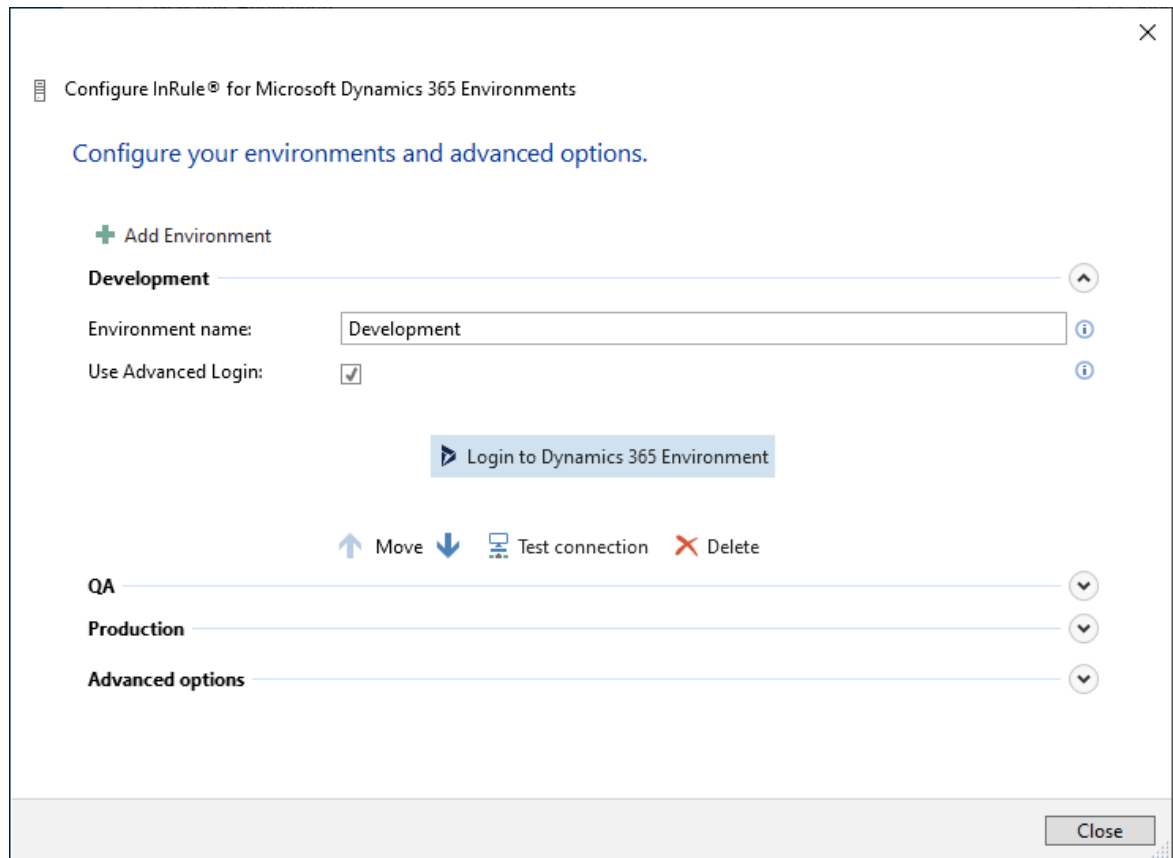 Configure InRule® for Microsoft Dynamics 365 Environments
Configure your environments and advanced options.
Add Environment
Development
Environment name: Development
Use Advanced Login:
Login to Dynamics 365 Environment
Move Test connection Delete
QA
Production
Advanced options
Close